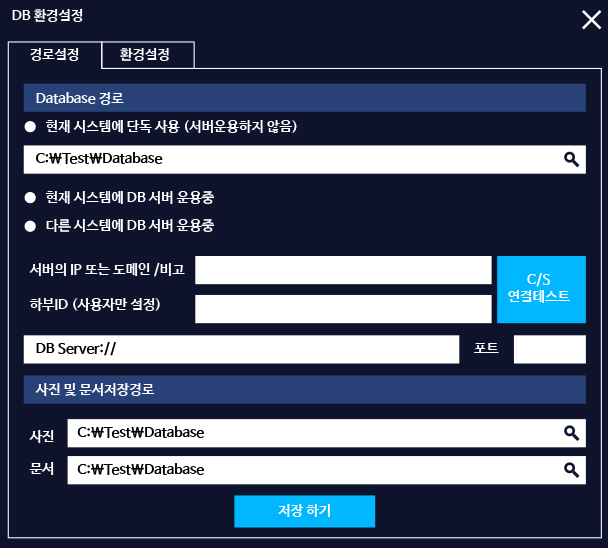 DB 환경설정
경로설정
환경설정
Database 경로
현재 시스템에 단독 사용 (서버운용하지 않음)
C:₩Test₩Database
현재 시스템에 DB 서버 운용중
다른 시스템에 DB 서버 운용중
서버의 IP 또는 도메인 /비고
하부ID (사용자만 설정)
C/S
연결테스트
DB Server://
포트
사진 및 문서저장경로
사진
C:₩Test₩Database
문서
C:₩Test₩Database
저장 하기